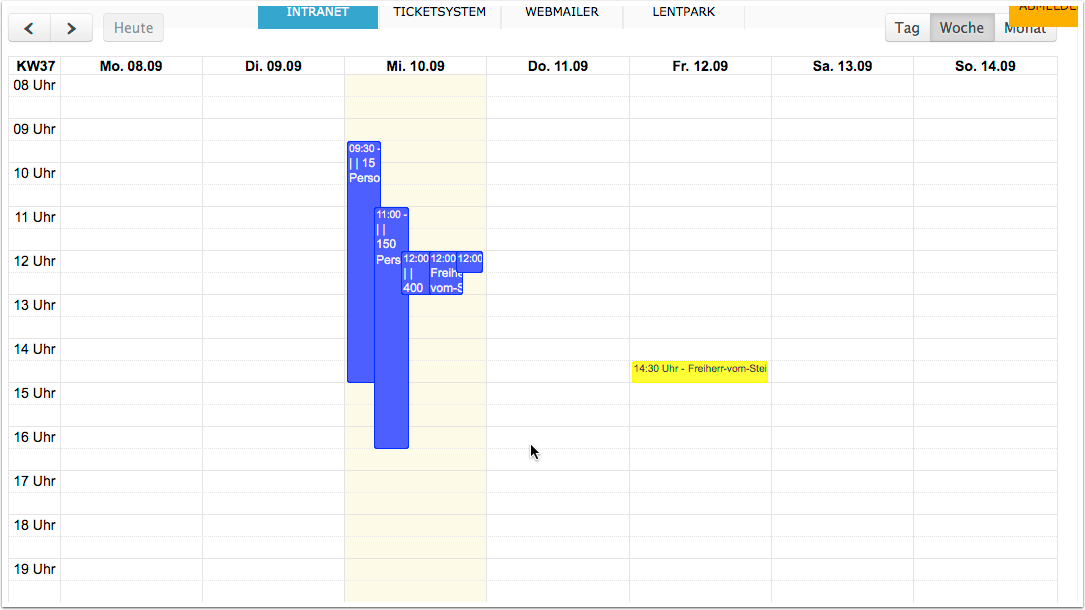 INTRANET TICKETSYSTEM WEBMAILER LENTPARK
Heute Tag Woche Monat
KW37 Mo. 08.09 Di. 09.09 Mi. 10.09 Do. 11.09 Fr. 12.09 Sa. 13.09 So. 14.09
08 Uhr
09 Uhr
09:30 -
| | 15
Perso
10 Uhr
11 Uhr
11:00 -
| |
150
Pers
12 Uhr
12:00 12:00 12:00
| | Freihe
400 vom-S
13 Uhr
14 Uhr
14:30 Uhr - Freiherr-vom-Stei
15 Uhr
16 Uhr
17 Uhr
18 Uhr
19 Uhr